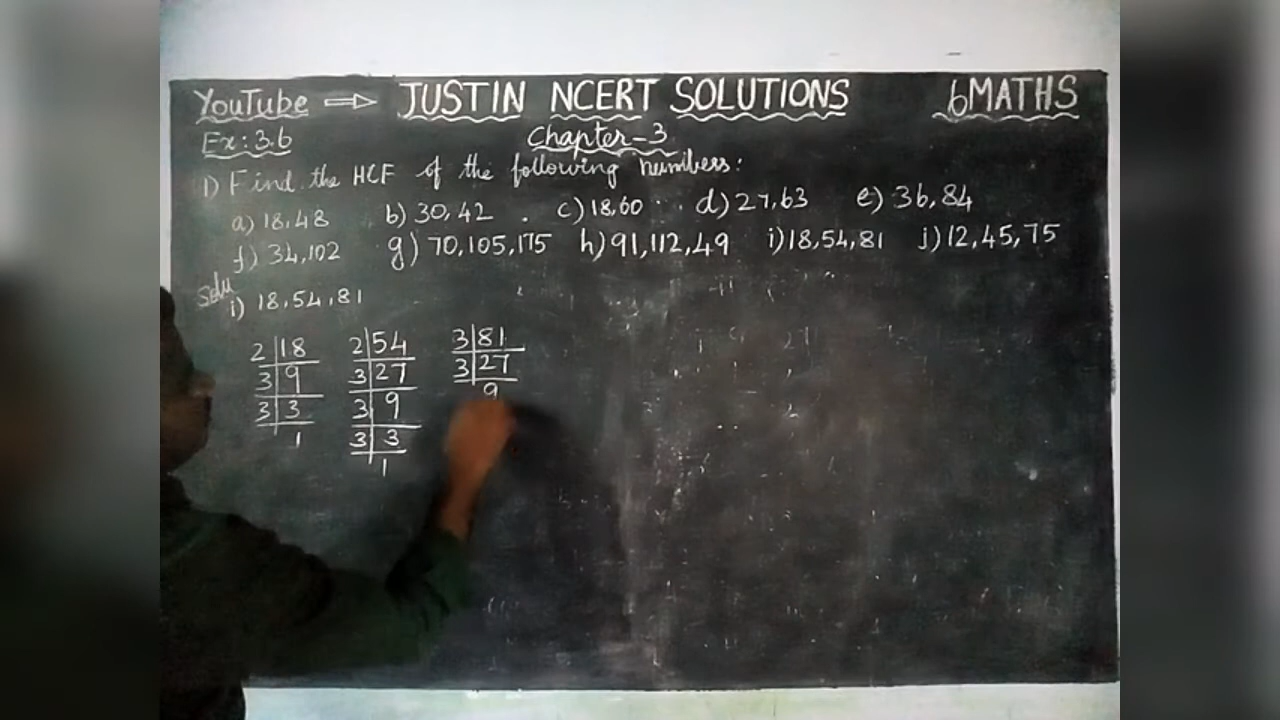 YouTube ⇒ JUSTIN NCERT SOLUTIONS 6 MATHS
Ex: 3.6 Chapter-3
1) Find the HCF of the following numbers:
a) 18,48 b) 30,42 c) 18,60 d) 27,63 e) 36,84
f) 34,102 g) 70,105,175 h) 91,112,49 i) 18,54,81 j) 12,45,75
Solu
i) 18,54,81
2|18 2|54 3|81
3|9 3|27 3|27
3|3 3|9 9
1 3|3
1